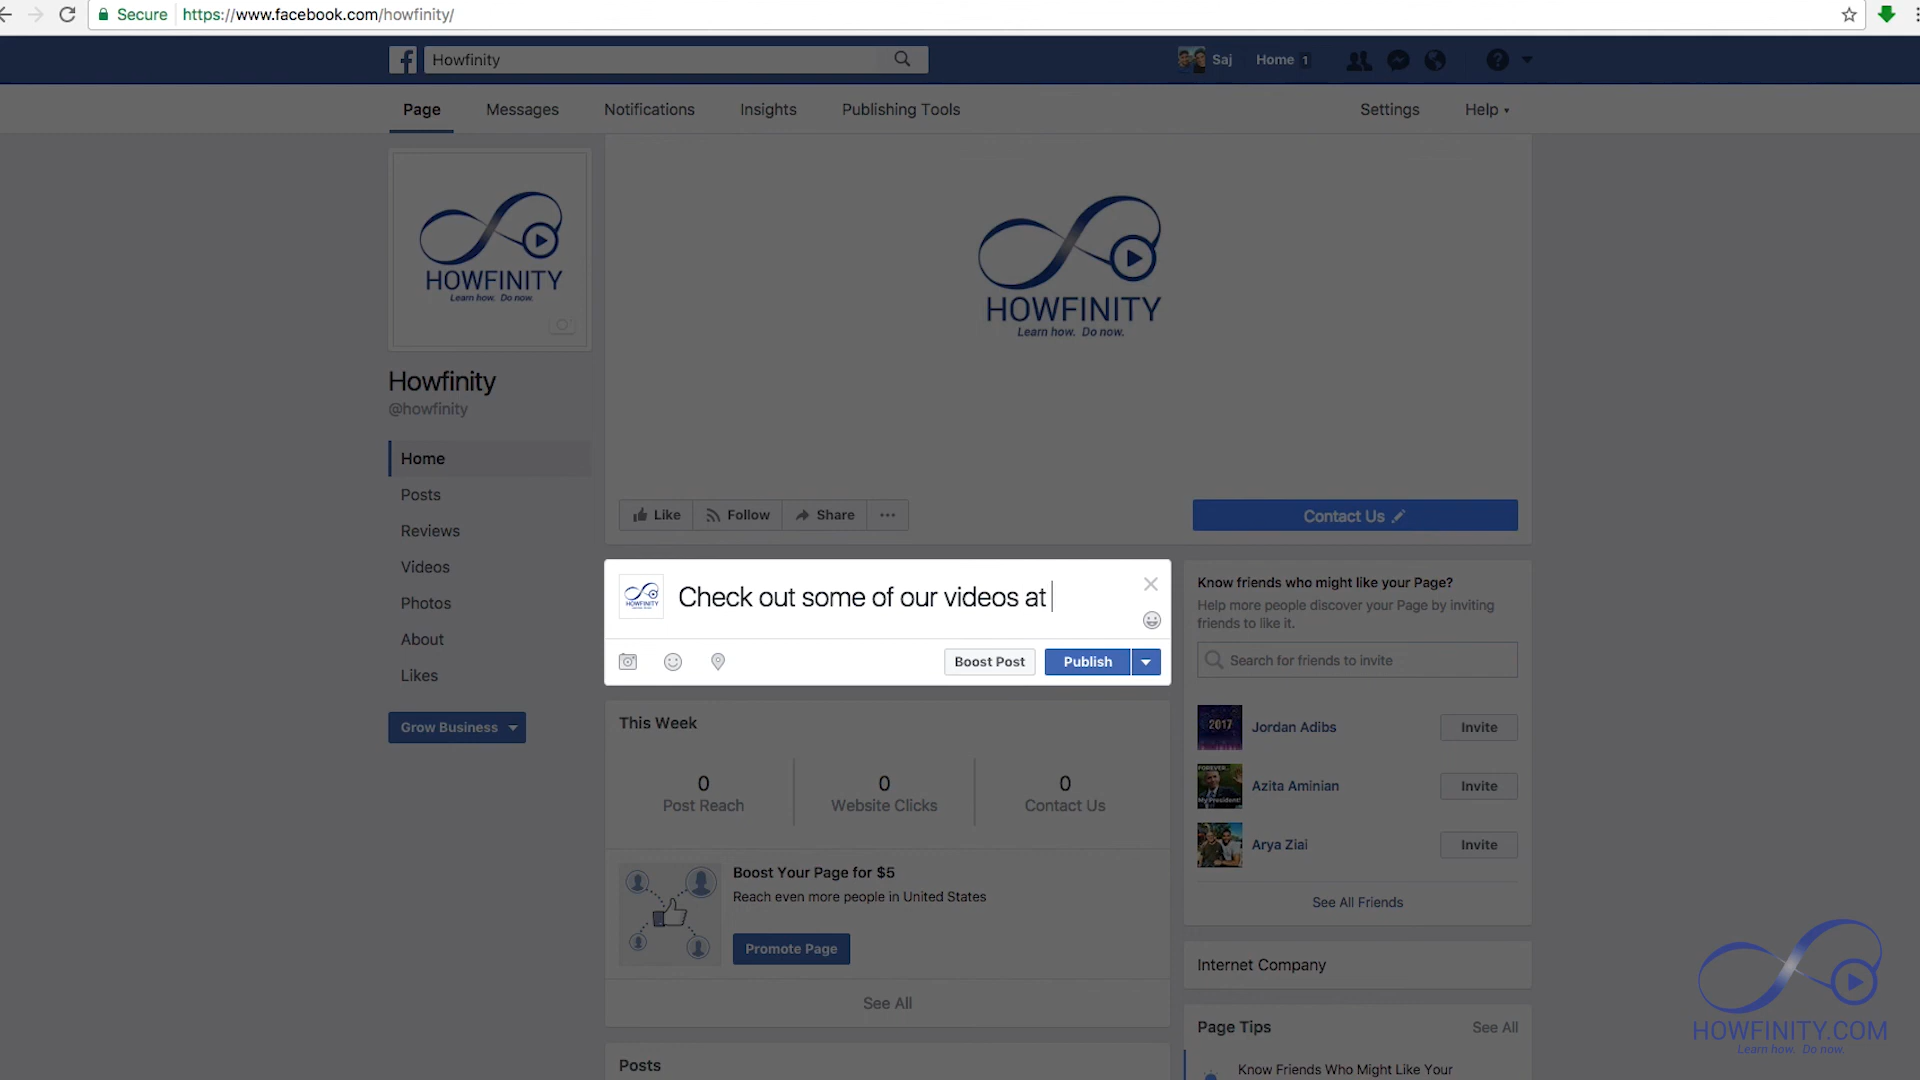 Secure https://www.facebook.com/howfinity/
Howfinity
Saj Home 1
Page Messages Notifications Insights Publishing Tools Settings Help
HOWFINITY
Learn how. Do now.
HOWFINITY
Learn how. Do now.
Howfinity
@howfinity
Home
Posts
Reviews
Videos
Photos
About
Likes
Grow Business
Like Follow Share ...
Contact Us
HOWFINITY
Check out some of our videos at
Boost Post Publish
This Week
0 0 0
Post Reach Website Clicks Contact Us
Boost Your Page for $5
Reach even more people in United States
Promote Page
See All
Posts
Know friends who might like your Page?
Help more people discover your Page by inviting
friends to like it.
Search for friends to invite
2017
Jordan Adibs Invite
FOREVER...
My President!
Azita Aminian Invite
Arya Ziai Invite
See All Friends
Internet Company
Page Tips See All
Know Friends Who Might Like Your
HOWFINITY.COM
Learn how. Do now.